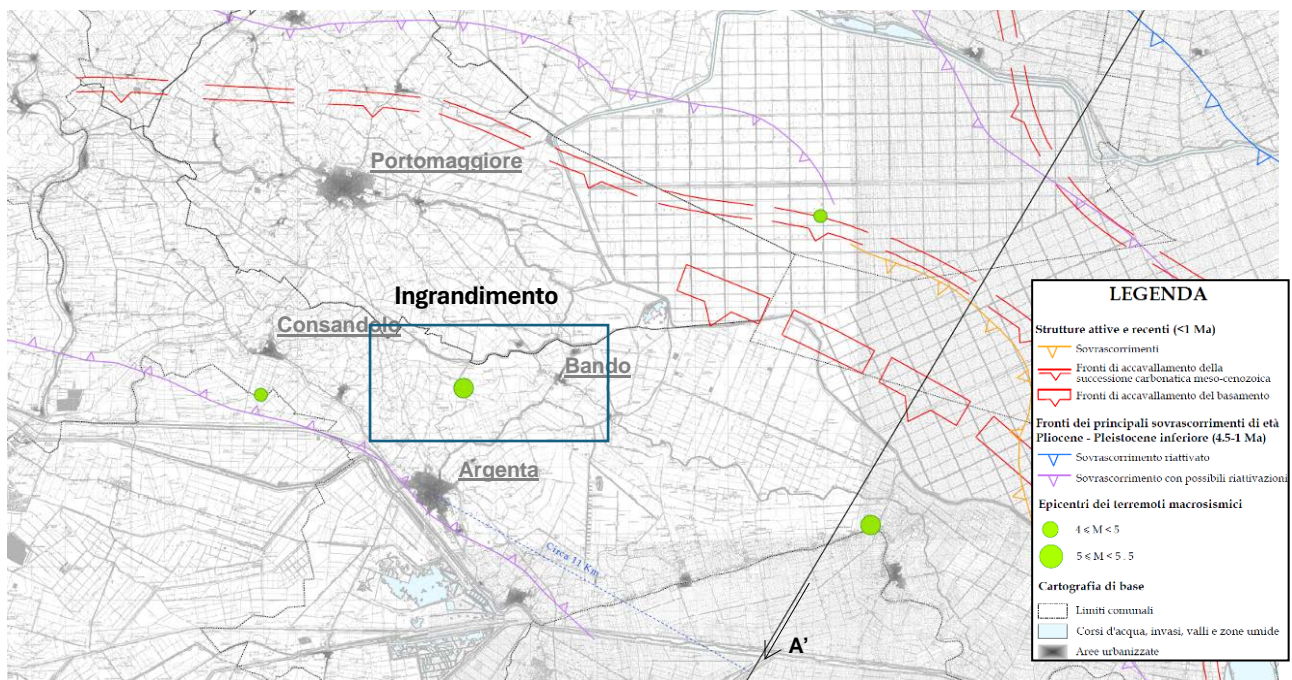 Portomaggiore
Ingrandimento
Consandolo
Bando
Argenta
Circa 11 Km
A'
LEGENDA
Strutture attive e recenti (<1 Ma)
Sovrascorrimenti
Fronti di accavallamento della
successione carbonatica meso-cenozoica
Fronti di accavallamento del basamento
Fronti dei principali sovrascorrimenti di età
Pliocene - Pleistocene inferiore (4.5-1 Ma)
Sovrascorrimento riattivato
Sovrascorrimento con possibili riattivazioni
Epicentri dei terremoti macrosismici
4 ≤ M < 5
5 ≤ M < 5.5
Cartografia di base
Limiti comunali
Corsi d'acqua, invasi, valli e zone umide
Aree urbanizzate